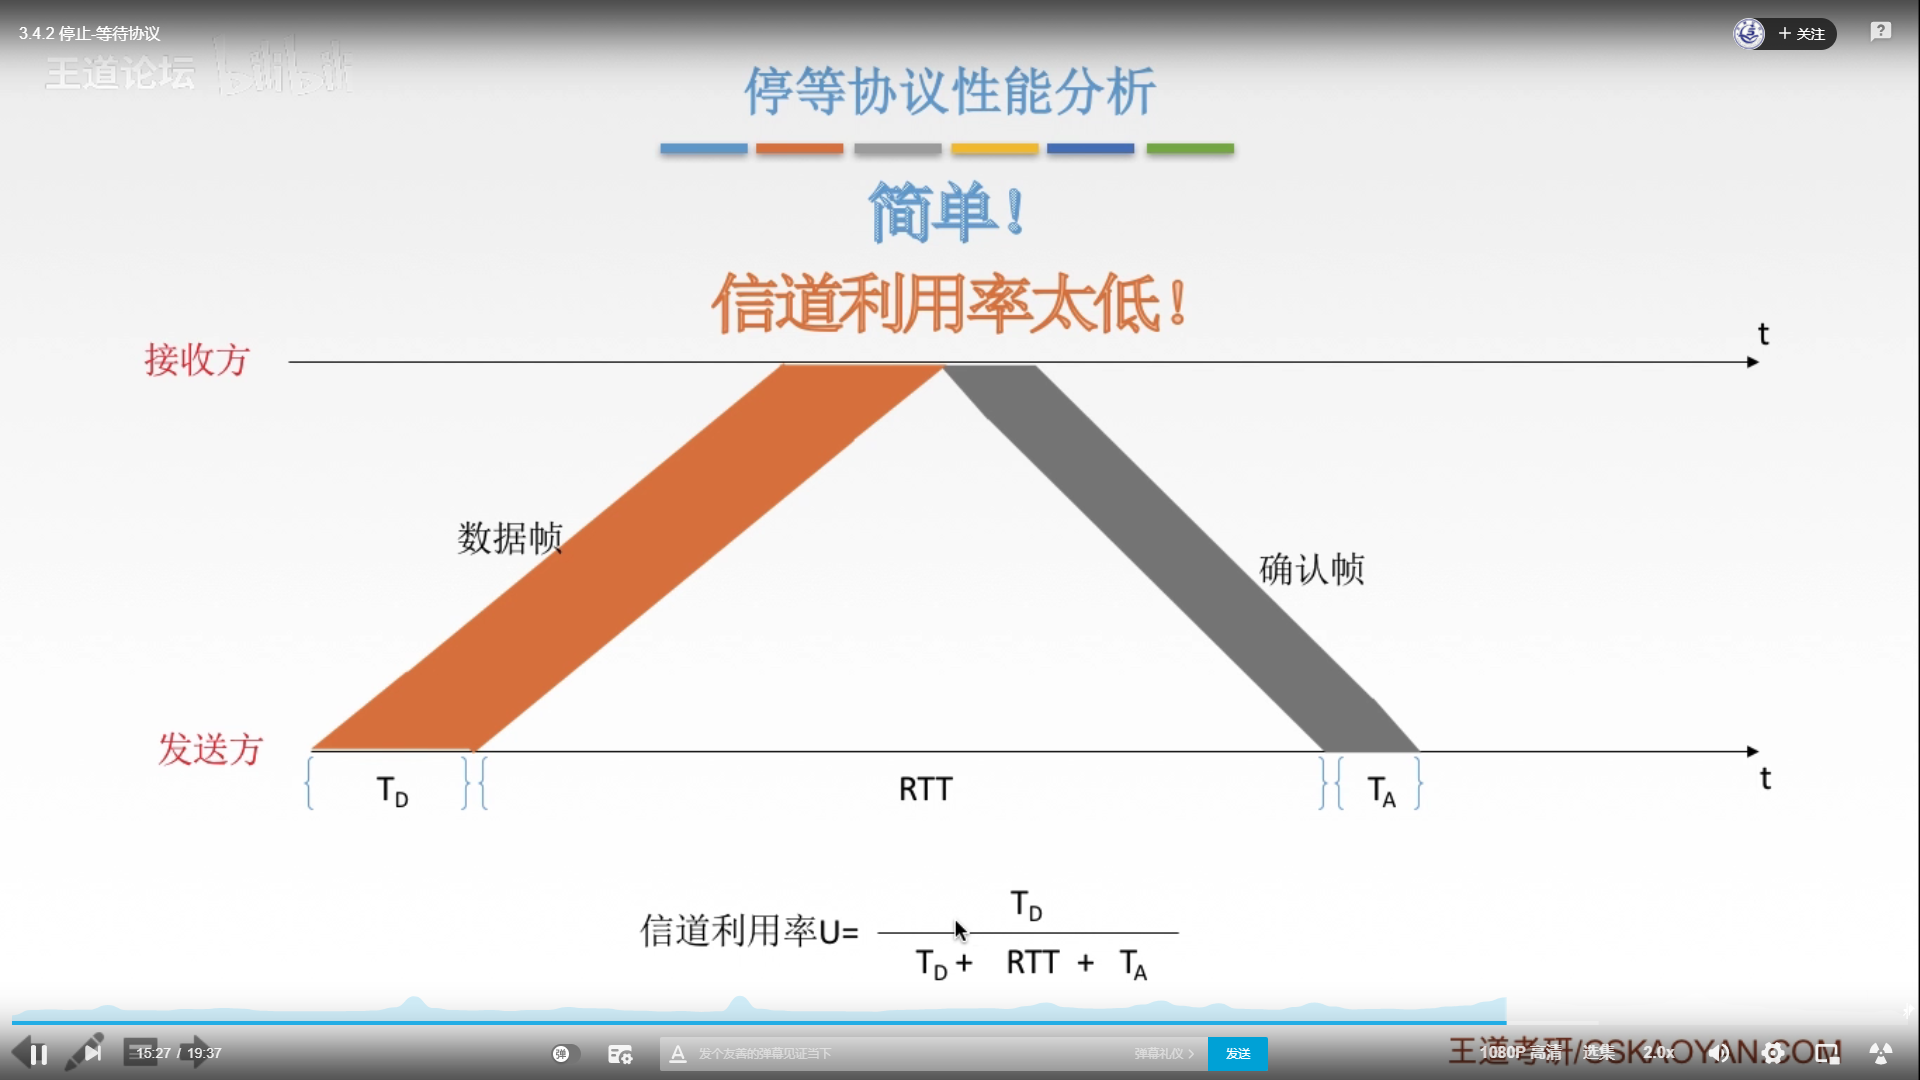 3.4.2 停止-等待协议
+ 关注
?
王道论坛 bilibili
停等协议性能分析
简单!
信道利用率太低!
t
接收方
数据帧
确认帧
发送方
t
T_D RTT T_A
信道利用率U=
T_D
T_D + RTT + T_A
15:27 / 19:37
弹
A 发个友善的弹幕见证当下 弹幕礼仪 >
发送
1080P 高清 选集 2.0x
王道考研/CSKAOYAN.COM